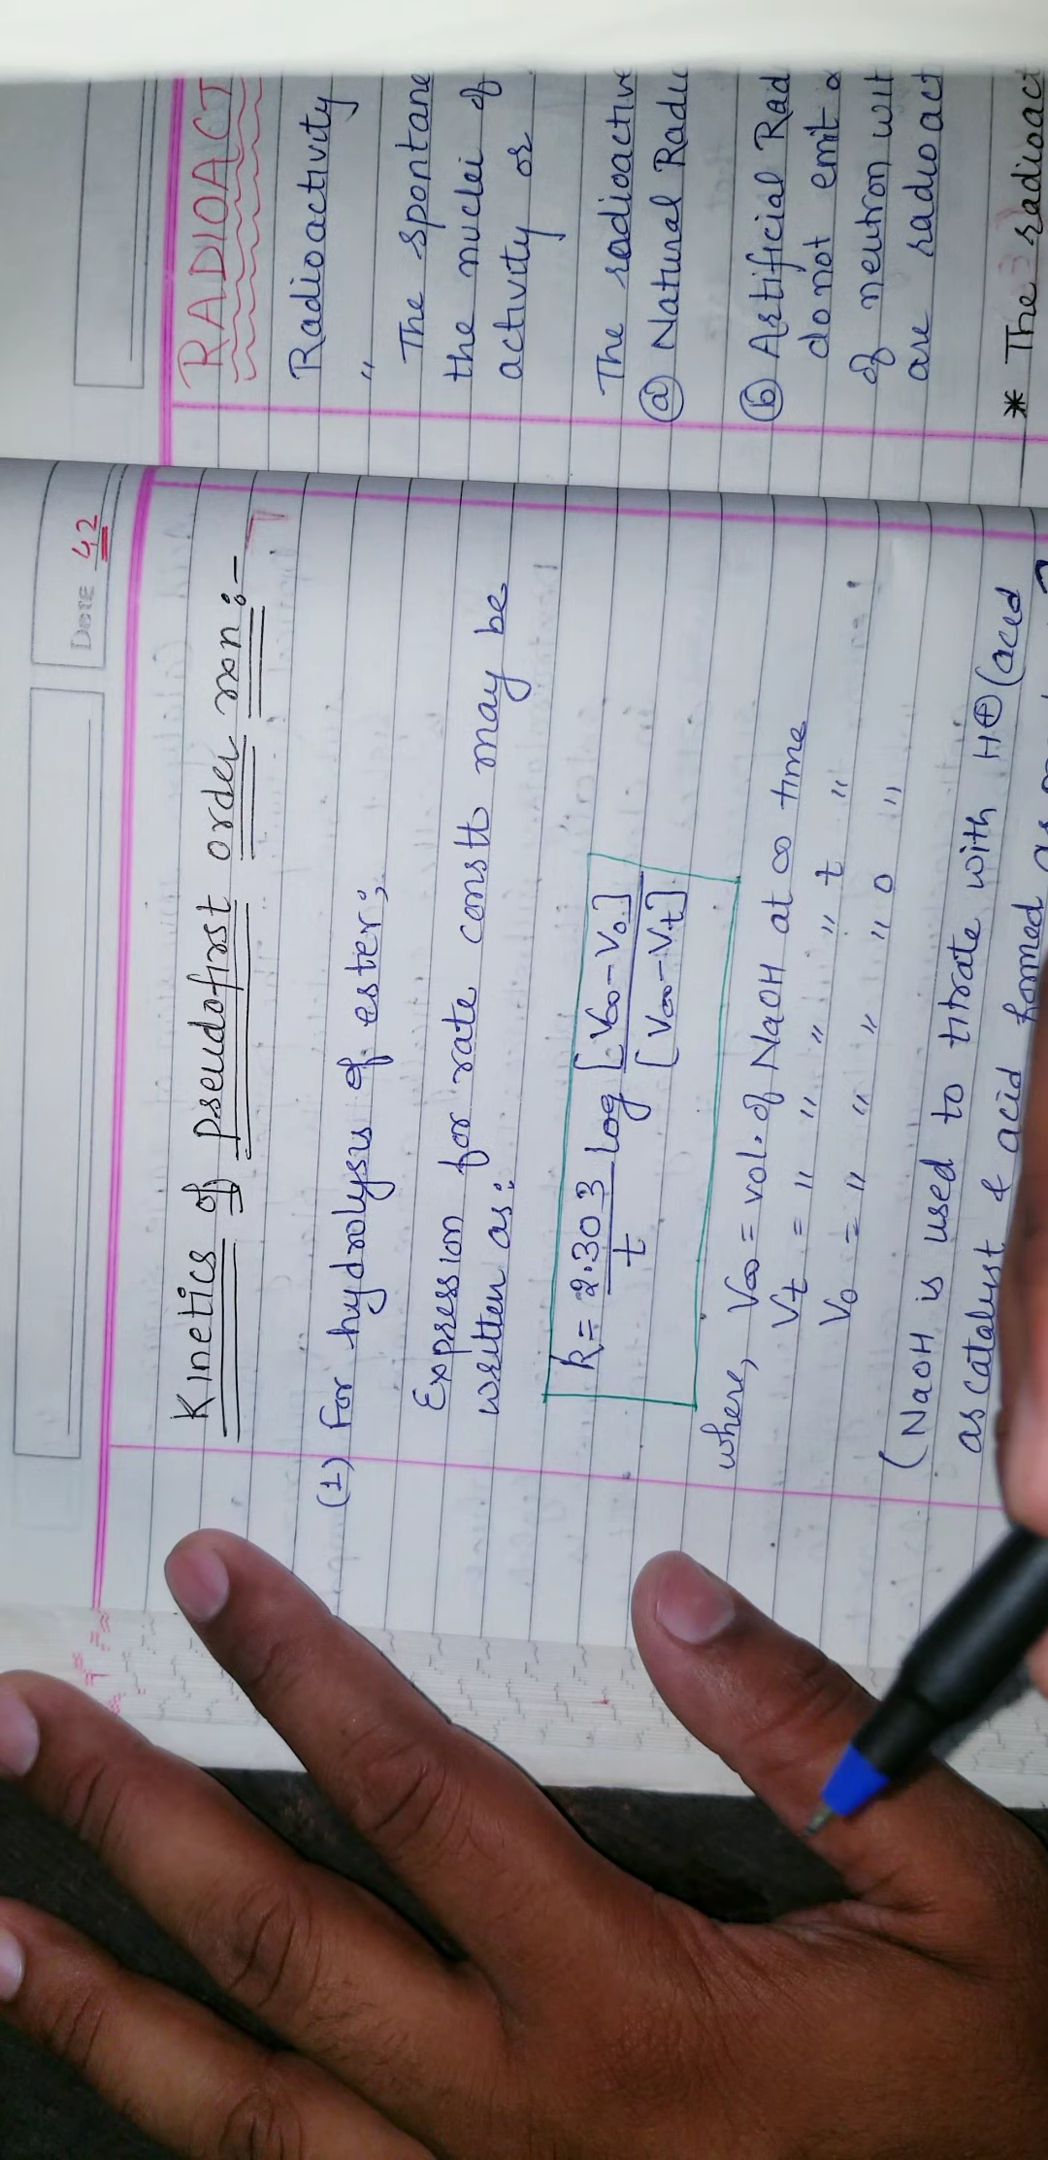 DATE 42
Kinetics of pseudofirst order rxn:-
(1) For hydrolysis of ester;
Expression for rate constt may be
written as:
k = 2.303 log [V∞-V₀]
t [V∞-Vt]
where, V∞ = vol. of NaOH at ∞ time
Vt = " " " " t "
V₀ = " " " " 0 "
(NaOH is used to titrate with H⊕ (acid
as catalyst & acid formed as
RADIOACT
Radioactivity
"
The spontane
the nuclei of
activity or
The radioactive
(a) Natural Radi
(b) Artificial Rad
do not emit α
of neutron wit
are radioact
* The radioact